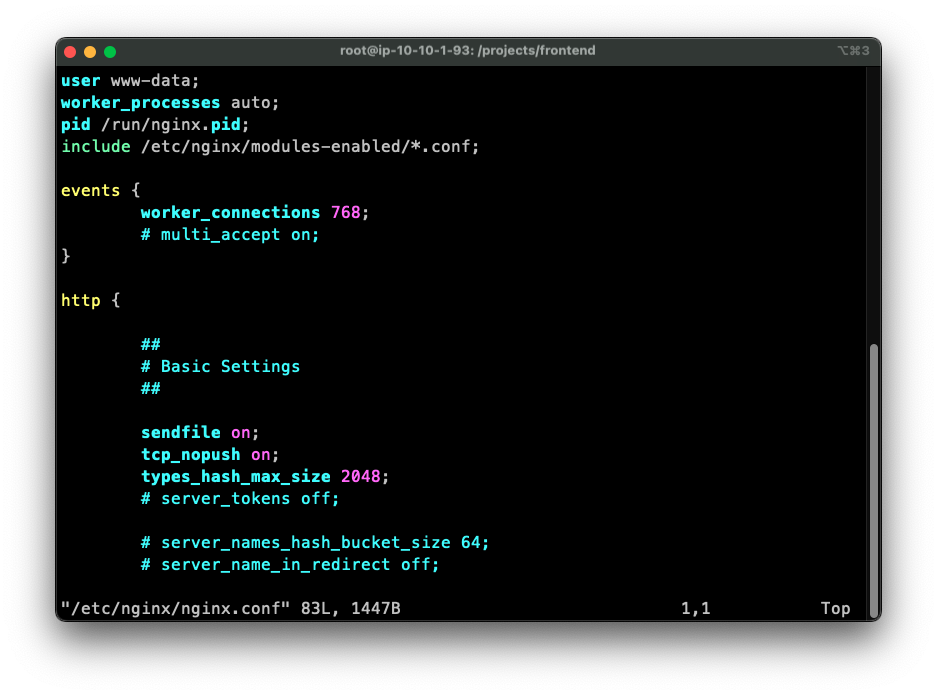 root@ip-10-10-1-93: /projects/frontend ⌥⌘3
user www-data;
worker_processes auto;
pid /run/nginx.pid;
include /etc/nginx/modules-enabled/*.conf;

events {
        worker_connections 768;
        # multi_accept on;
}

http {

        ##
        # Basic Settings
        ##

        sendfile on;
        tcp_nopush on;
        types_hash_max_size 2048;
        # server_tokens off;

        # server_names_hash_bucket_size 64;
        # server_name_in_redirect off;

"/etc/nginx/nginx.conf" 83L, 1447B 1,1 Top